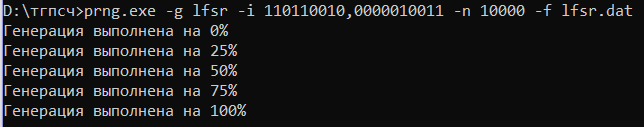 D:\тгпсч>prng.exe -g lfsr -i 110110010,0000010011 -n 10000 -f lfsr.dat
Генерация выполнена на 0%
Генерация выполнена на 25%
Генерация выполнена на 50%
Генерация выполнена на 75%
Генерация выполнена на 100%